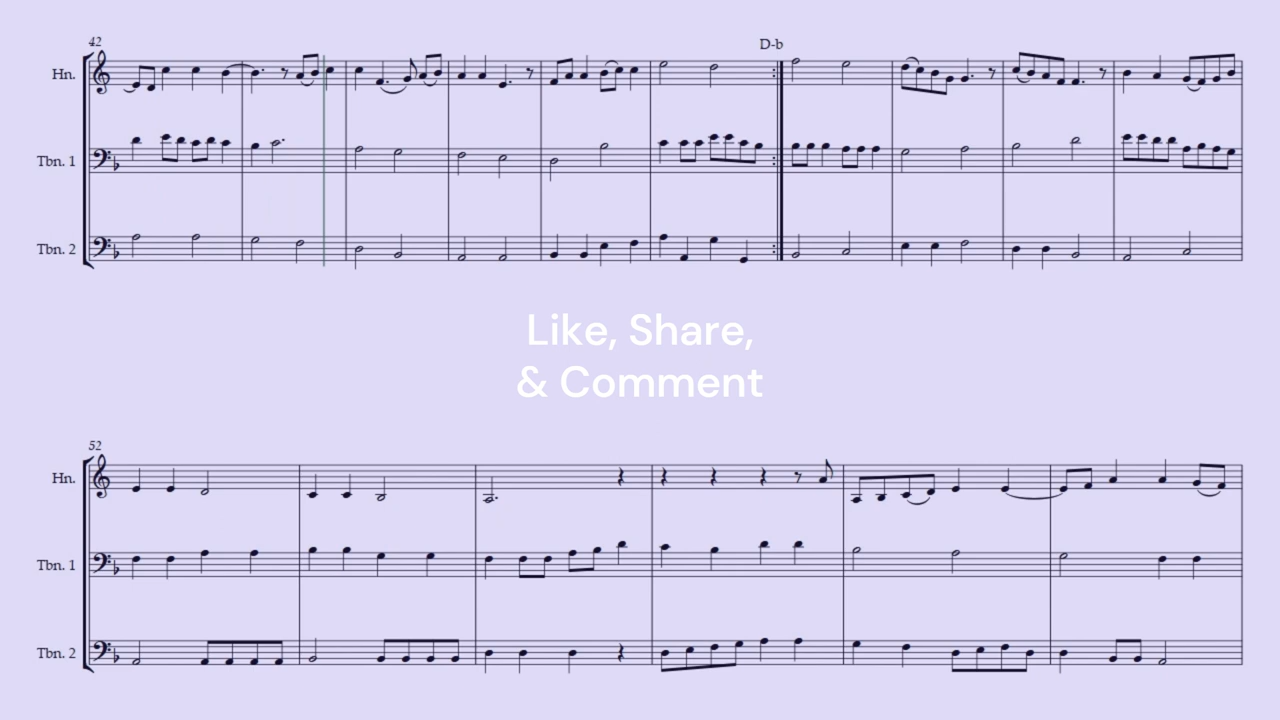 42
D-b
Hn.
Tbn. 1
Tbn. 2
Like, Share,
& Comment
52
Hn.
Tbn. 1
Tbn. 2